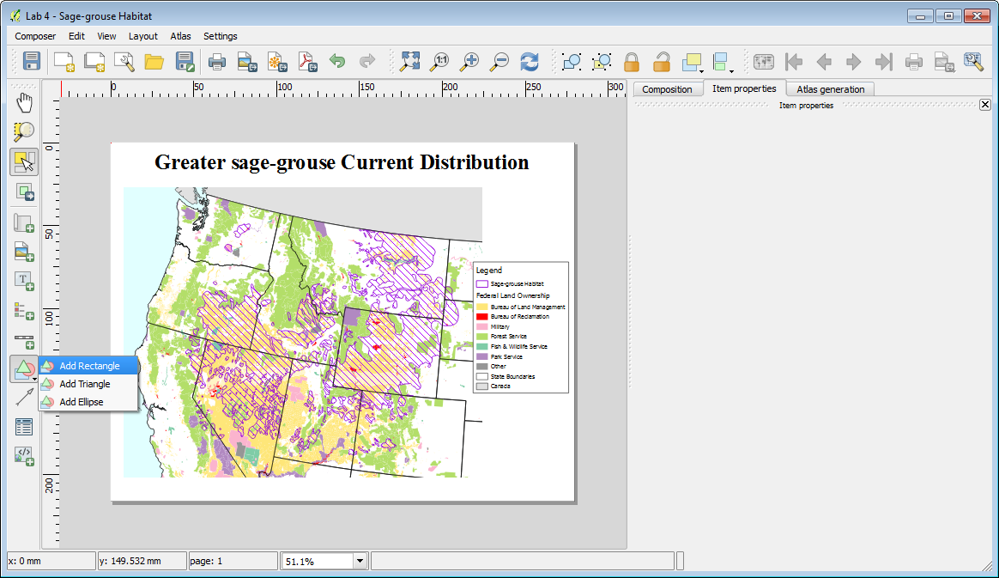 Lab 4 - Sage-grouse Habitat
Composer Edit View Layout Atlas Settings
1:1
0 50 100 150 200 250 300
Composition Item properties Atlas generation
Item properties
0
50
100
200
Greater sage-grouse Current Distribution
Legend
Sage-grouse Habitat
Federal Land Ownership
Bureau of Land Management
Bureau of Reclamation
Military
Forest Service
Fish & Wildlife Service
Park Service
Other
State Boundaries
Canada
T
Add Rectangle
Add Triangle
Add Ellipse
x: 0 mm y: 149.532 mm page: 1 51.1%